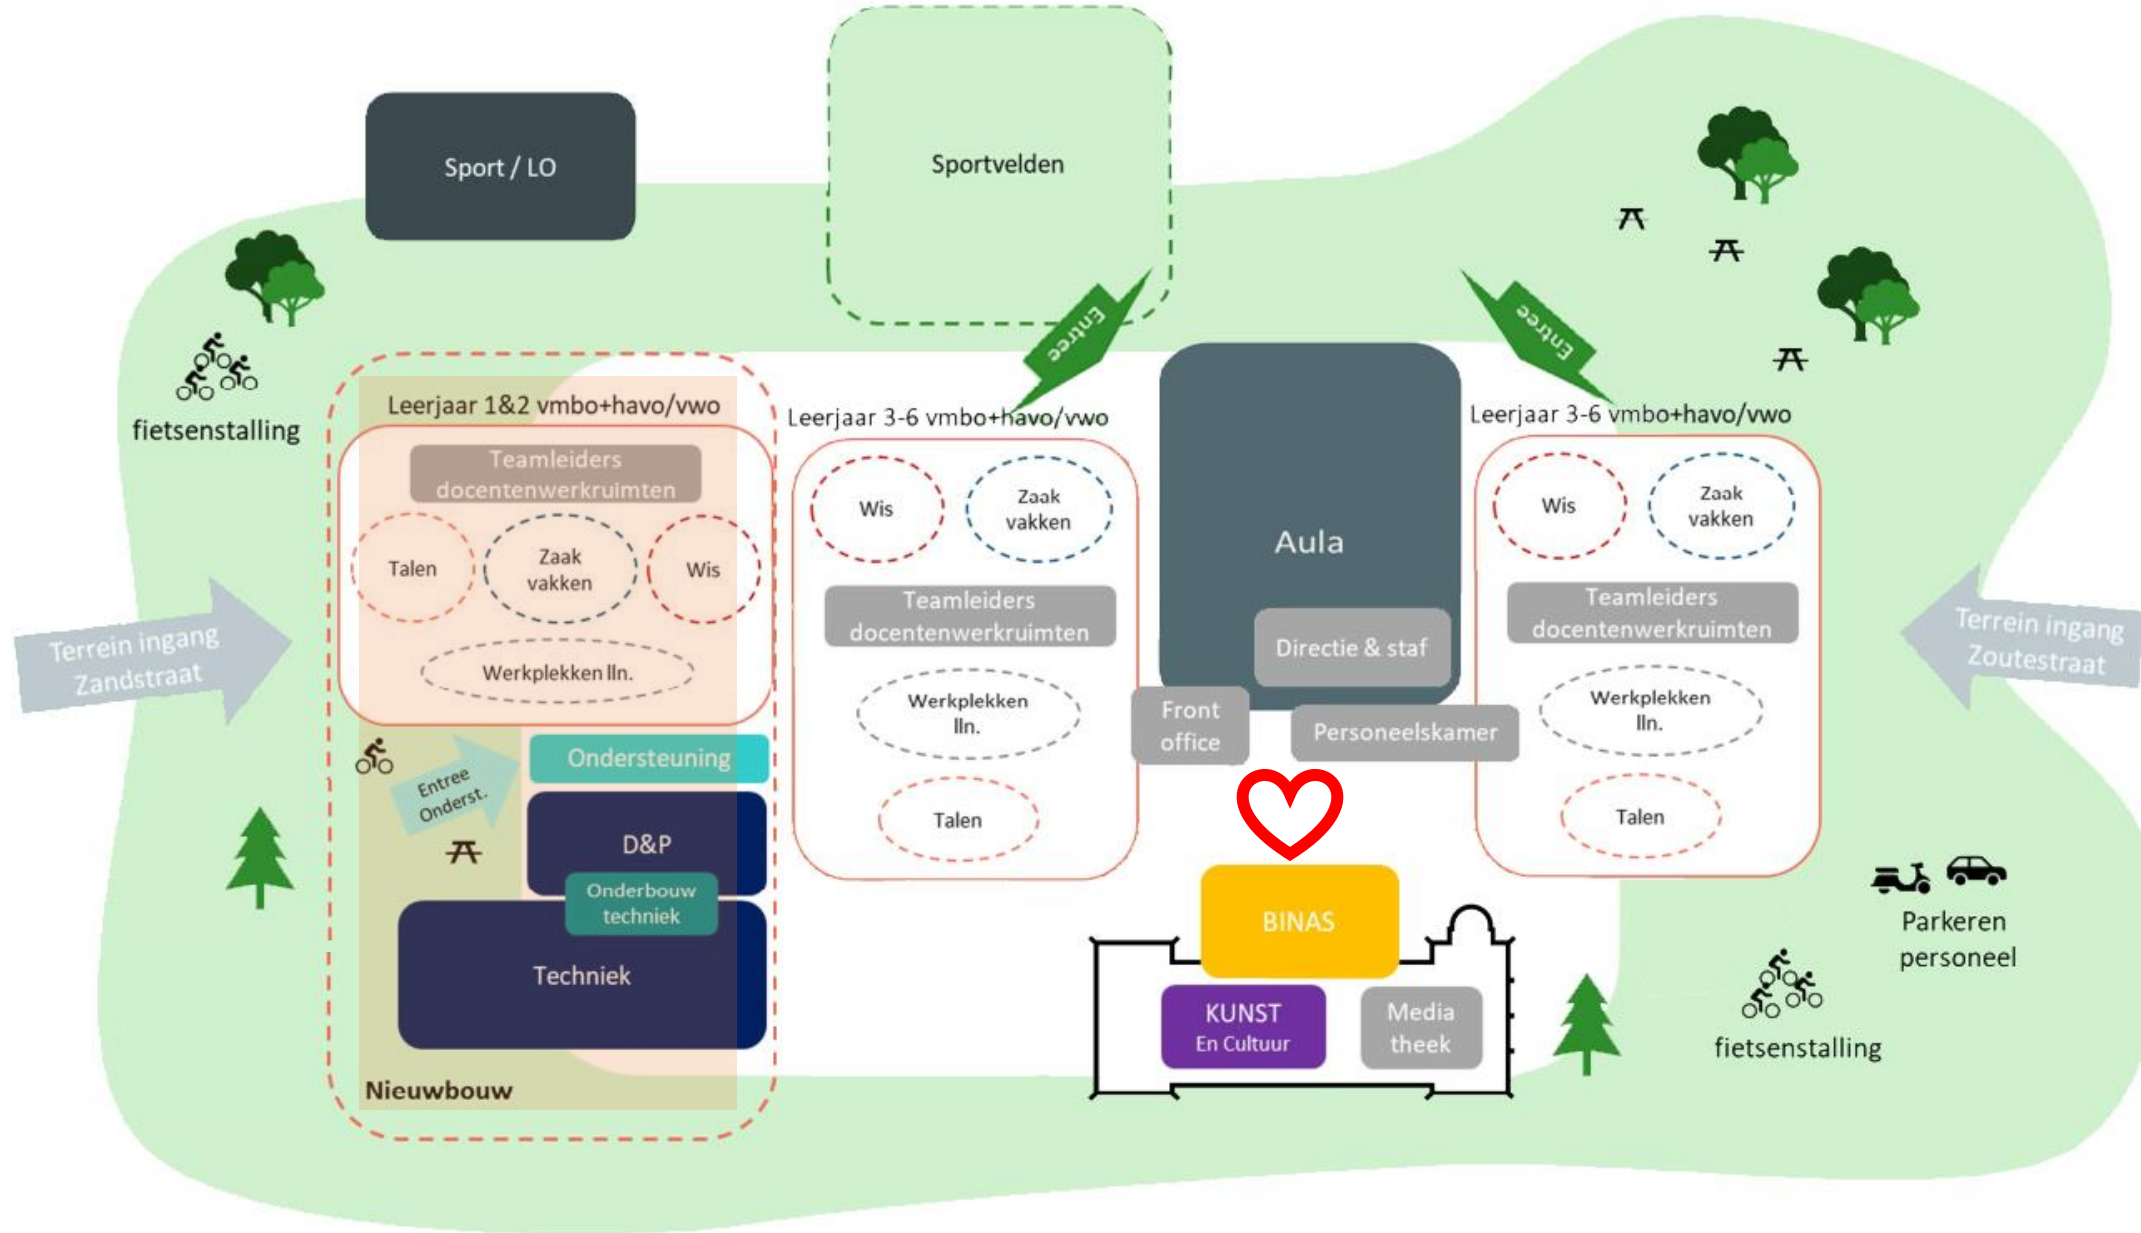 Sport / LO
Sportvelden
Entree
Entree
fietsenstalling
Leerjaar 1&2 vmbo+havo/vwo
Teamleiders
docentenwerkruimten
Talen
Zaak
vakken
Wis
Werkplekken lln.
Leerjaar 3-6 vmbo+havo/vwo
Wis
Zaak
vakken
Teamleiders
docentenwerkruimten
Werkplekken
lln.
Talen
Aula
Directie & staf
Front
office
Personeelskamer
Leerjaar 3-6 vmbo+havo/vwo
Wis
Zaak
vakken
Teamleiders
docentenwerkruimten
Werkplekken
lln.
Talen
Terrein ingang
Zandstraat
Terrein ingang
Zoutestraat
Entree
Onderst.
Ondersteuning
D&P
Onderbouw
techniek
Techniek
Nieuwbouw
BINAS
KUNST
En Cultuur
Media
theek
Parkeren
personeel
fietsenstalling